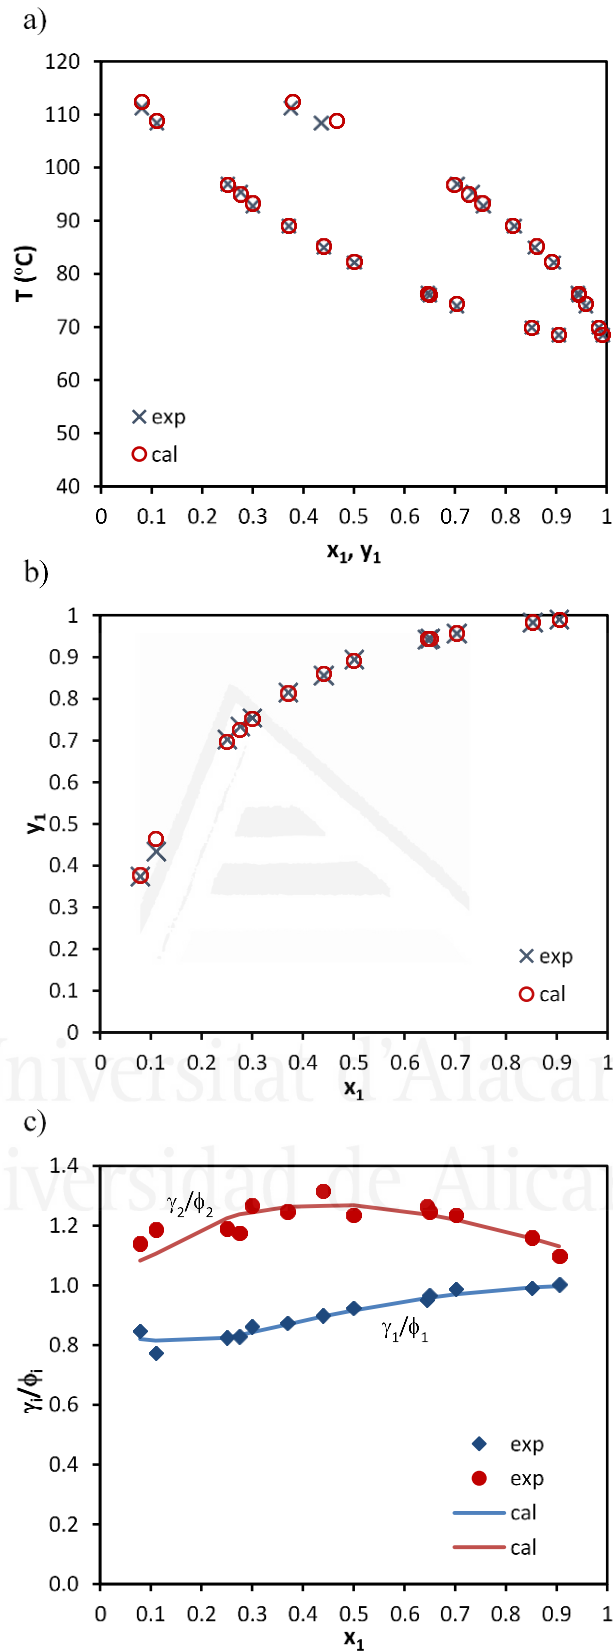 a)
120
110
100
90
80
70
60
50
40
T (°C)
exp
cal
0 0.1 0.2 0.3 0.4 0.5 0.6 0.7 0.8 0.9 1
x₁, y₁
b)
1
0.9
0.8
0.7
0.6
0.5
0.4
0.3
0.2
0.1
0
y₁
exp
cal
0 0.1 0.2 0.3 0.4 0.5 0.6 0.7 0.8 0.9 1
x₁
Universitat d'Alacant
c)
Universidad de Alicante
1.4
1.2
1.0
0.8
0.6
0.4
0.2
0.0
γᵢ/ϕᵢ
γ₂/ϕ₂
γ₁/ϕ₁
exp
exp
cal
cal
0 0.1 0.2 0.3 0.4 0.5 0.6 0.7 0.8 0.9 1
x₁